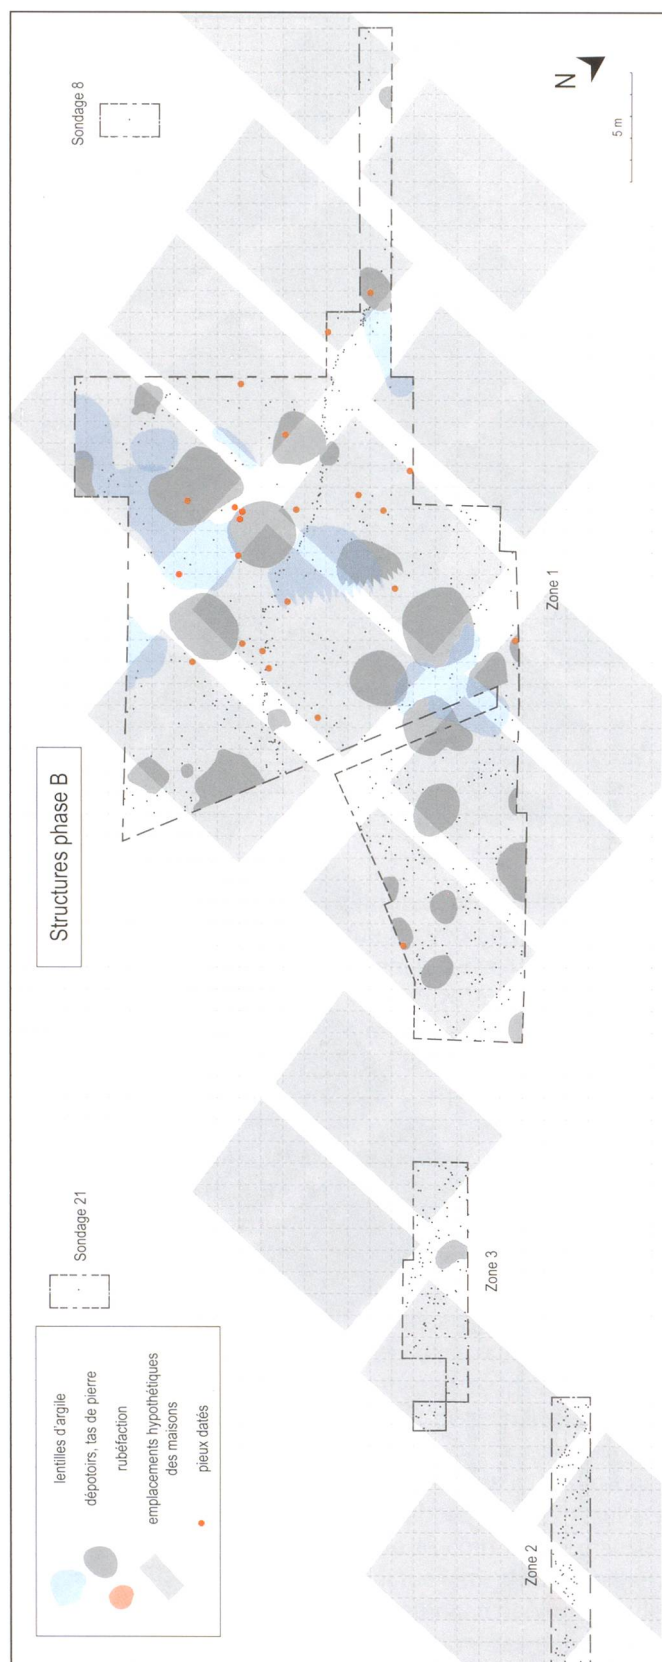 Structures phase B
Sondage 8
N
5 m
Zone 1
Sondage 21
lentilles d'argile
dépotoirs, tas de pierre
rubéfaction
emplacements hypothétiques
des maisons
pieux datés
Zone 3
Zone 2